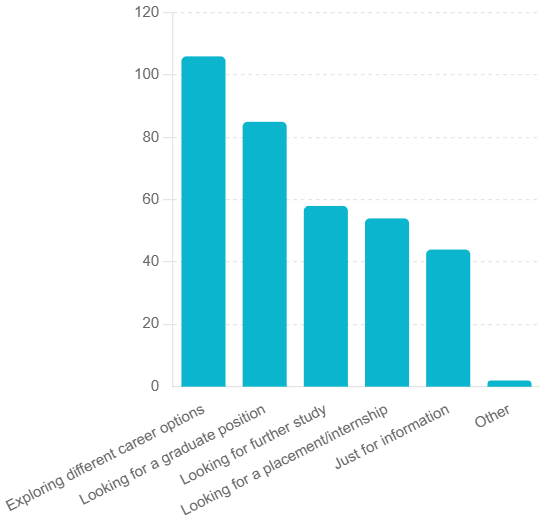 120
100
80
60
40
20
0
Exploring different career options
Looking for a graduate position
Looking for further study
Looking for a placement/internship
Just for information
Other